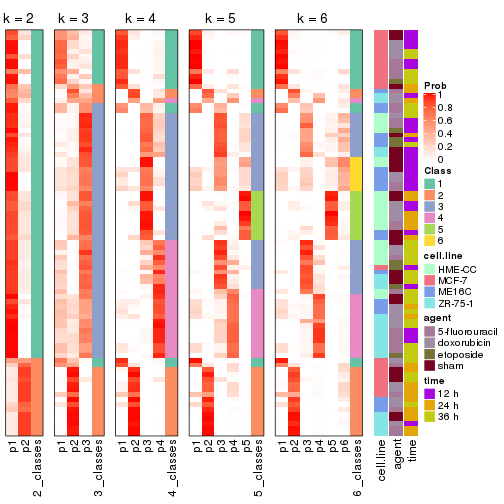 k = 2 k = 3 k = 4 k = 5 k = 6
p1 p2 2_classes
p1 p2 p3 3_classes
p1 p2 p3 p4 4_classes
p1 p2 p3 p4 p5 5_classes
p1 p2 p3 p4 p5 p6 6_classes
cell.line agent time
Prob
1
0.8
0.6
0.4
0.2
0
Class
1
2
3
4
5
6
cell.line
HME-CC
MCF-7
ME16C
ZR-75-1
agent
5-fluorouracil
doxorubicin
etoposide
sham
time
12 h
24 h
36 h